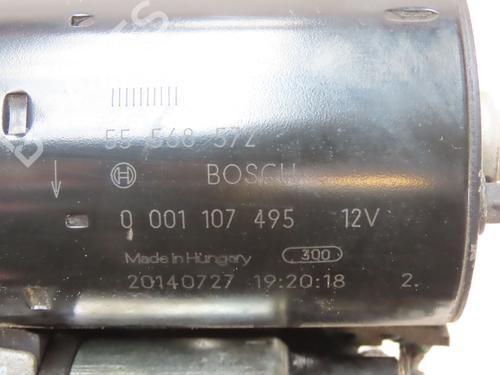 55 568 572
BOSCH
0 001 107 495 12V
Made in Hungary 300
20140727 19:20:18 2.